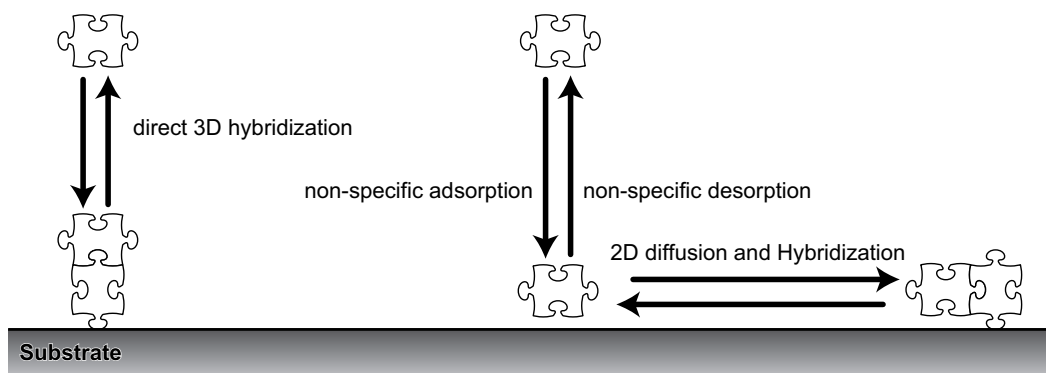 direct 3D hybridization
non-specific adsorption
non-specific desorption
2D diffusion and Hybridization
Substrate